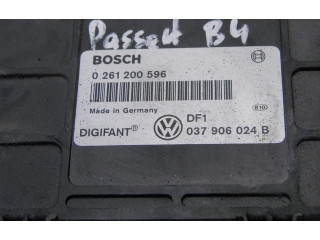 Passat B4
BOSCH
0 261 200 596
Made in Germany
DIGIFANT® DF1
037 906 024 B